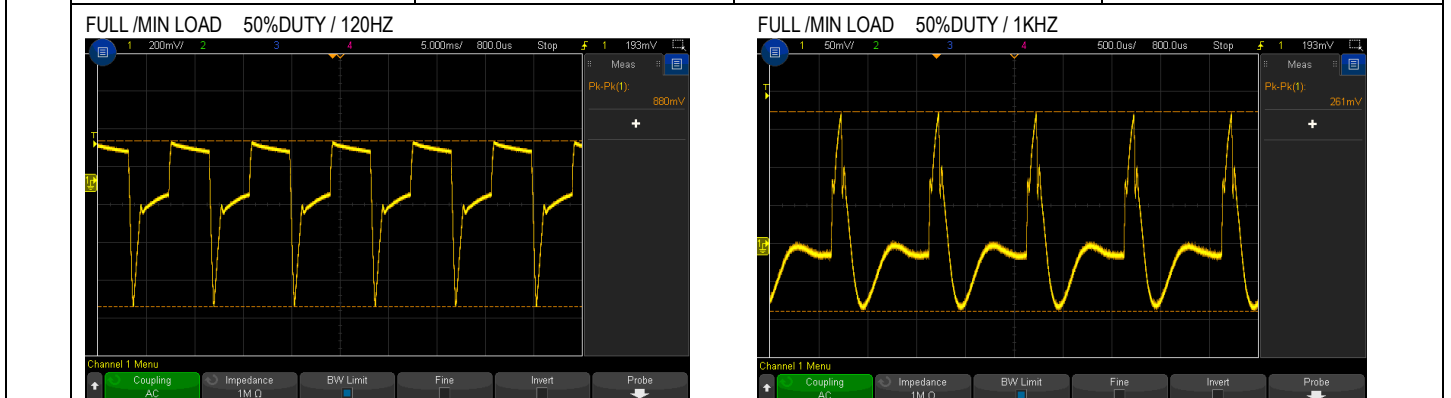 FULL /MIN LOAD 50%DUTY / 120HZ
1 200mV/ 2 3 4 5.000ms/ 800.0us Stop 1 193mV
Meas
Pk-Pk(1):
880mV
+
T
Channel 1 Menu
Coupling Impedance BW Limit Fine Invert Probe
AC 1M Ω
FULL /MIN LOAD 50%DUTY / 1KHZ
1 50mV/ 2 3 4 500.0us/ 800.0us Stop 1 193mV
Meas
Pk-Pk(1):
261mV
+
T
Channel 1 Menu
Coupling Impedance BW Limit Fine Invert Probe
AC 1M Ω